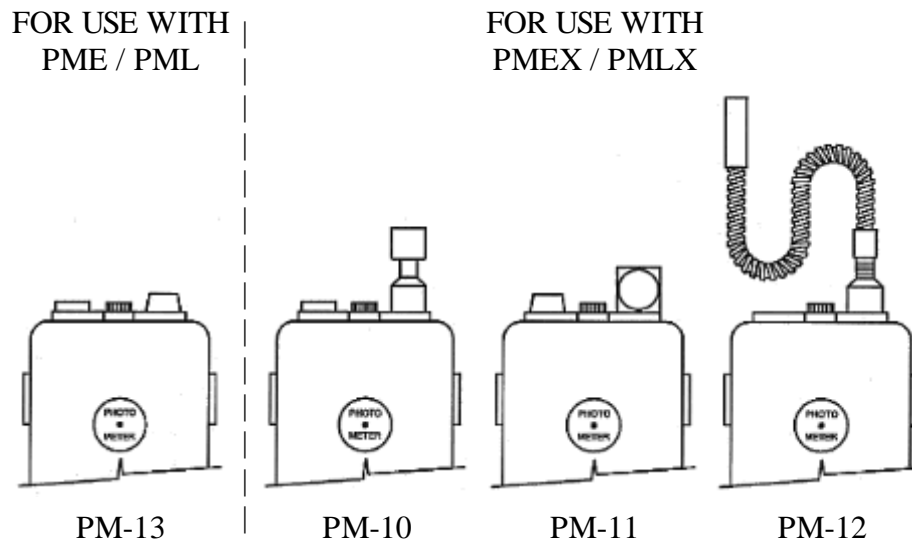 FOR USE WITH
PME / PML
FOR USE WITH
PMEX / PMLX
PHOTO
METER
PHOTO
METER
PHOTO
METER
PHOTO
METER
PM-13
PM-10
PM-11
PM-12